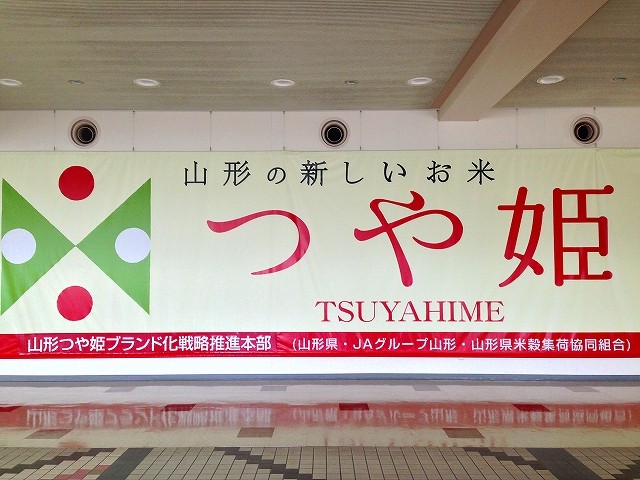 山形の新しいお米
つや姫
TSUYAHIME
山形つや姫ブランド化戦略推進本部 (山形県・JAグループ山形・山形県米穀集荷協同組合)